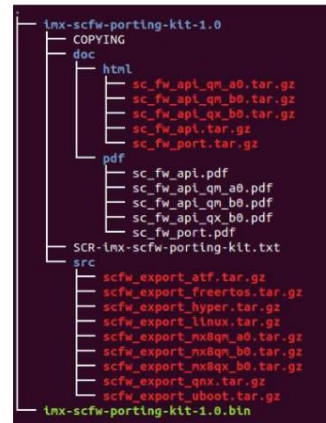 .
imx-scfw-porting-kit-1.0
COPYING
doc
html
sc_fw_api_qm_a0.tar.gz
sc_fw_api_qm_b0.tar.gz
sc_fw_api_qx_b0.tar.gz
sc_fw_api.tar.gz
sc_fw_port.tar.gz
pdf
sc_fw_api.pdf
sc_fw_api_qm_a0.pdf
sc_fw_api_qm_b0.pdf
sc_fw_api_qx_b0.pdf
sc_fw_port.pdf
SCR-imx-scfw-porting-kit.txt
src
scfw_export_atf.tar.gz
scfw_export_freertos.tar.gz
scfw_export_hyper.tar.gz
scfw_export_linux.tar.gz
scfw_export_mx8qm_a0.tar.gz
scfw_export_mx8qm_b0.tar.gz
scfw_export_mx8qx_b0.tar.gz
scfw_export_qnx.tar.gz
scfw_export_uboot.tar.gz
imx-scfw-porting-kit-1.0.bin